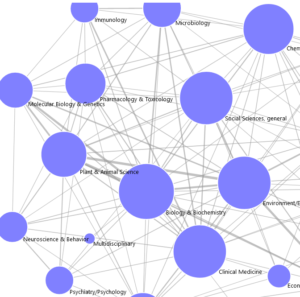 Immunology
Microbiology
Chem
Molecular Biology & Genetics
Pharmacology & Toxicology
Social Sciences, general
Plant & Animal Science
Biology & Biochemistry
Environment/E
Neuroscience & Behavior
Multidisciplinary
Clinical Medicine
Psychiatry/Psychology
Econ